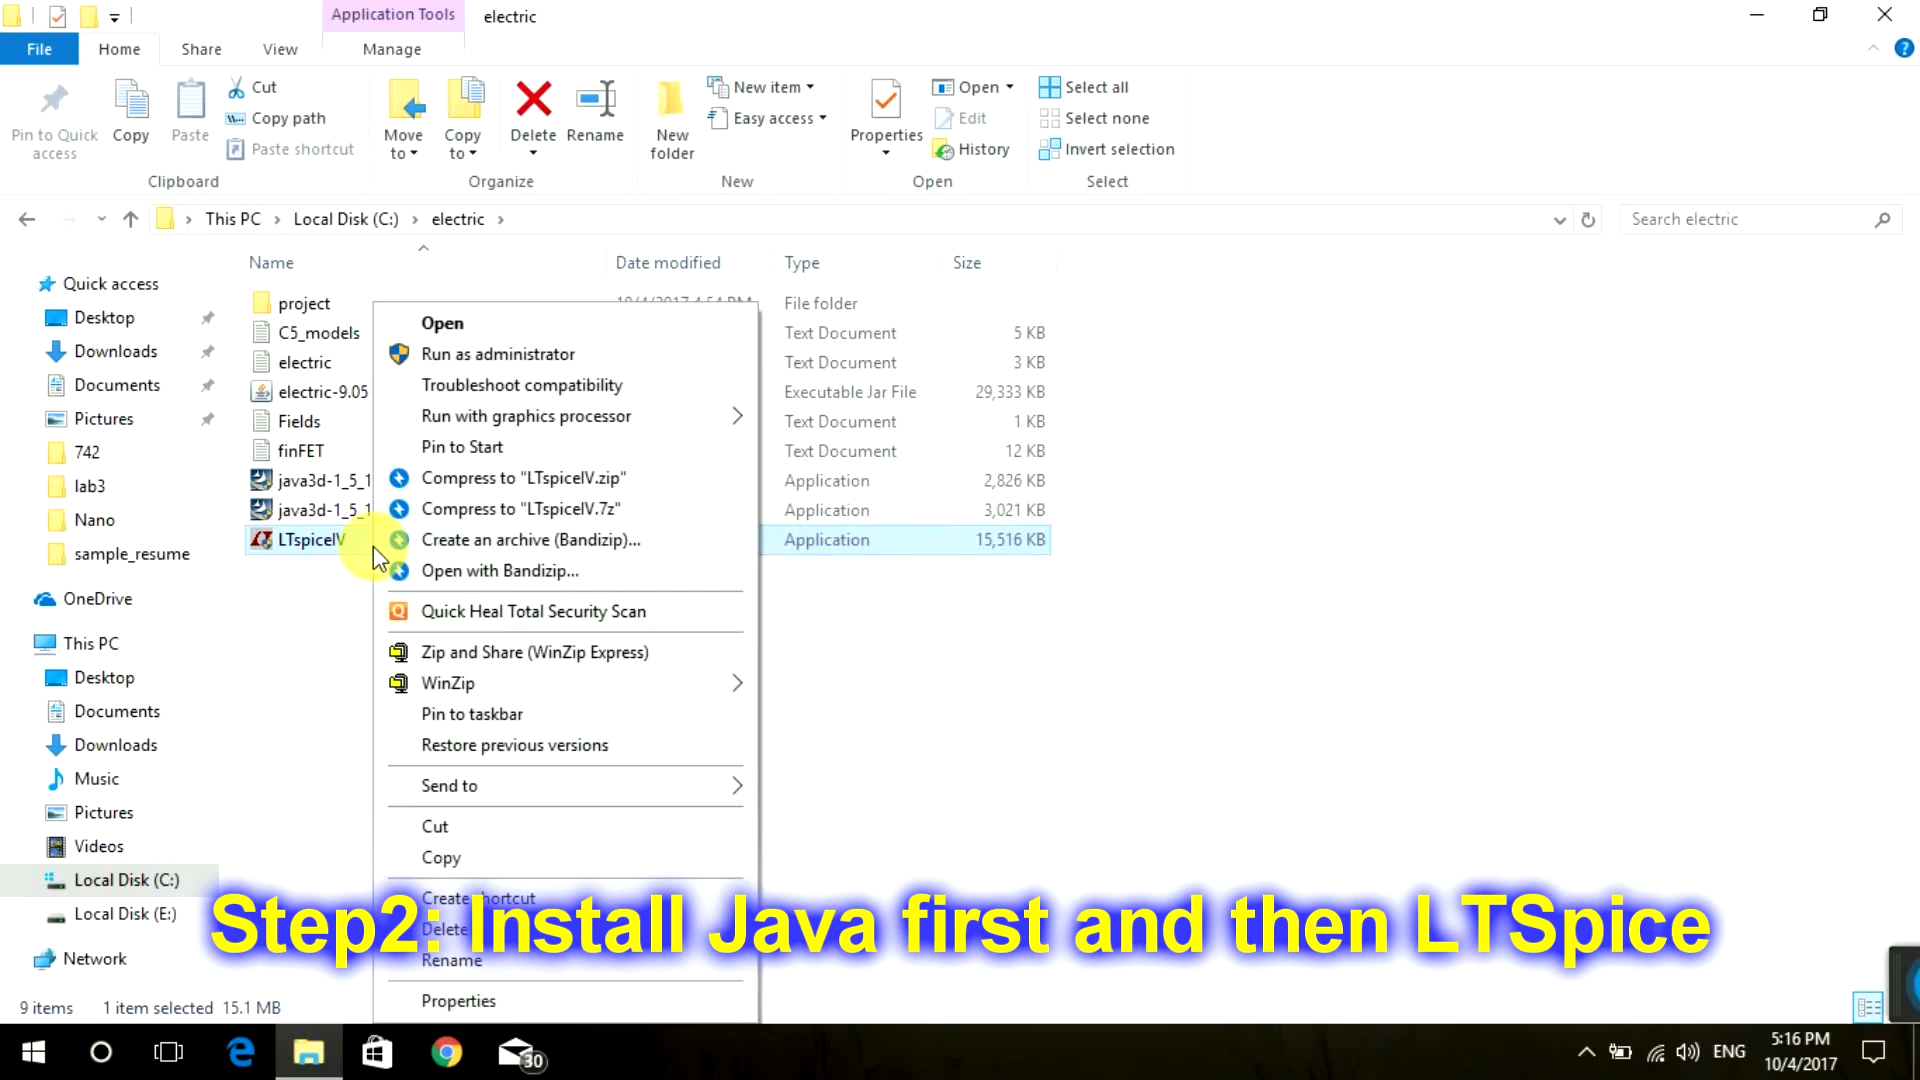 Application Tools
electric
File
Home
Share
View
Manage
Pin to Quick access
Copy
Paste
Cut
Copy path
Paste shortcut
Clipboard
Move to
Copy to
Delete
Rename
Organize
New folder
New item
Easy access
New
Properties
Open
Edit
History
Open
Select all
Select none
Invert selection
Select
This PC
Local Disk (C:)
electric
Search electric
Name
Date modified
Type
Size
Quick access
Desktop
Downloads
Documents
Pictures
742
lab3
Nano
sample_resume
OneDrive
This PC
Desktop
Documents
Downloads
Music
Pictures
Videos
Local Disk (C:)
Local Disk (E:)
Network
project 10/4/2017 4:54 PM File folder
C5_models Text Document 5 KB
electric Text Document 3 KB
electric-9.05 Executable Jar File 29,333 KB
Fields Text Document 1 KB
finFET Text Document 12 KB
java3d-1_5_1 Application 2,826 KB
java3d-1_5_1 Application 3,021 KB
LTspiceIV Application 15,516 KB
Open
Run as administrator
Troubleshoot compatibility
Run with graphics processor
Pin to Start
Compress to "LTspiceIV.zip"
Compress to "LTspiceIV.7z"
Create an archive (Bandizip)...
Open with Bandizip...
Quick Heal Total Security Scan
Zip and Share (WinZip Express)
WinZip
Pin to taskbar
Restore previous versions
Send to
Cut
Copy
Create shortcut
Delete
Rename
Properties
Step2: Install Java first and then LTSpice
9 items 1 item selected 15.1 MB
30
ENG
5:16 PM
10/4/2017